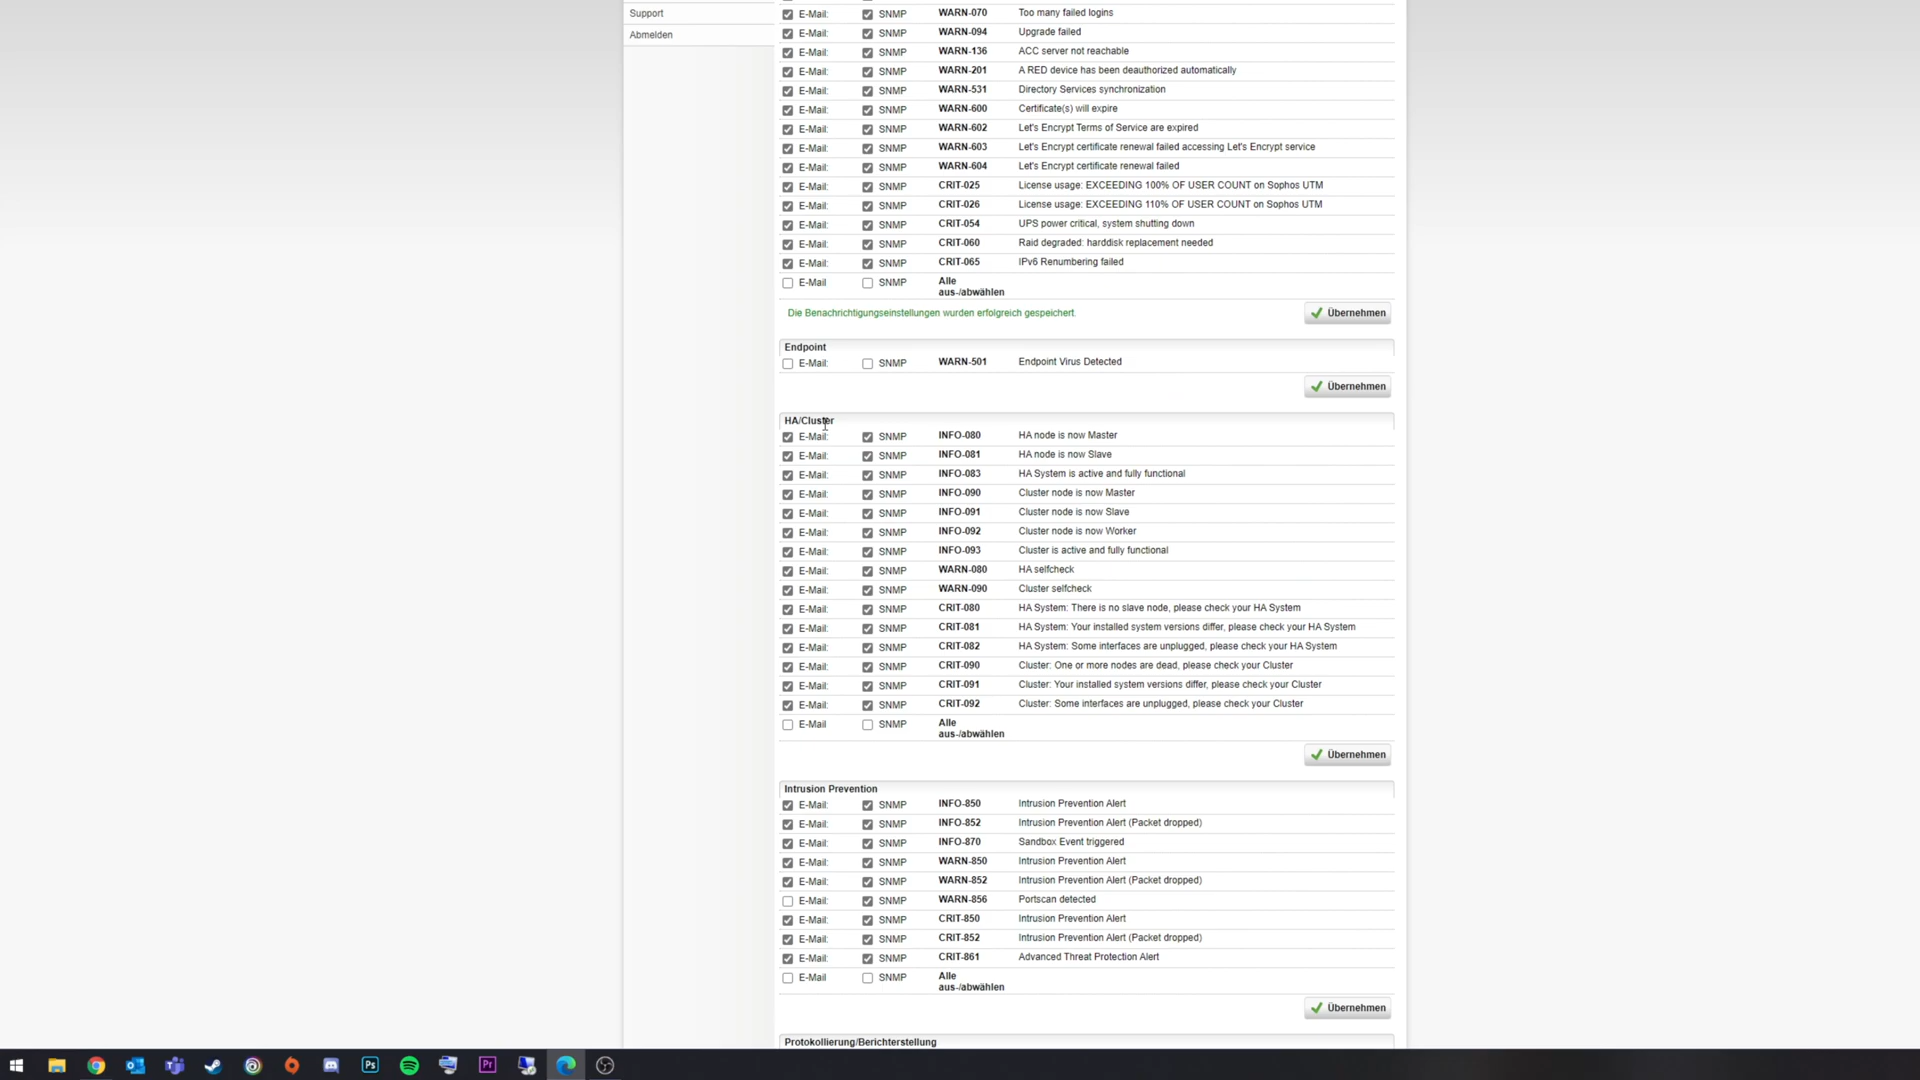 Support
Abmelden
E-Mail: SNMP WARN-070 Too many failed logins
E-Mail: SNMP WARN-094 Upgrade failed
E-Mail: SNMP WARN-136 ACC server not reachable
E-Mail: SNMP WARN-201 A RED device has been deauthorized automatically
E-Mail: SNMP WARN-531 Directory Services synchronization
E-Mail: SNMP WARN-600 Certificate(s) will expire
E-Mail: SNMP WARN-602 Let's Encrypt Terms of Service are expired
E-Mail: SNMP WARN-603 Let's Encrypt certificate renewal failed accessing Let's Encrypt service
E-Mail: SNMP WARN-604 Let's Encrypt certificate renewal failed
E-Mail: SNMP CRIT-025 License usage: EXCEEDING 100% OF USER COUNT on Sophos UTM
E-Mail: SNMP CRIT-026 License usage: EXCEEDING 110% OF USER COUNT on Sophos UTM
E-Mail: SNMP CRIT-054 UPS power critical, system shutting down
E-Mail: SNMP CRIT-060 Raid degraded: harddisk replacement needed
E-Mail: SNMP CRIT-065 IPv6 Renumbering failed
E-Mail SNMP Alle
aus-/abwählen
Die Benachrichtigungseinstellungen wurden erfolgreich gespeichert. Übernehmen
Endpoint
E-Mail: SNMP WARN-501 Endpoint Virus Detected
Übernehmen
HA/Cluster
E-Mail: SNMP INFO-080 HA node is now Master
E-Mail: SNMP INFO-081 HA node is now Slave
E-Mail: SNMP INFO-083 HA System is active and fully functional
E-Mail: SNMP INFO-090 Cluster node is now Master
E-Mail: SNMP INFO-091 Cluster node is now Slave
E-Mail: SNMP INFO-092 Cluster node is now Worker
E-Mail: SNMP INFO-093 Cluster is active and fully functional
E-Mail: SNMP WARN-080 HA selfcheck
E-Mail: SNMP WARN-090 Cluster selfcheck
E-Mail: SNMP CRIT-080 HA System: There is no slave node, please check your HA System
E-Mail: SNMP CRIT-081 HA System: Your installed system versions differ, please check your HA System
E-Mail: SNMP CRIT-082 HA System: Some interfaces are unplugged, please check your HA System
E-Mail: SNMP CRIT-090 Cluster: One or more nodes are dead, please check your Cluster
E-Mail: SNMP CRIT-091 Cluster: Your installed system versions differ, please check your Cluster
E-Mail: SNMP CRIT-092 Cluster: Some interfaces are unplugged, please check your Cluster
E-Mail SNMP Alle
aus-/abwählen
Übernehmen
Intrusion Prevention
E-Mail: SNMP INFO-850 Intrusion Prevention Alert
E-Mail: SNMP INFO-852 Intrusion Prevention Alert (Packet dropped)
E-Mail: SNMP INFO-870 Sandbox Event triggered
E-Mail: SNMP WARN-850 Intrusion Prevention Alert
E-Mail: SNMP WARN-852 Intrusion Prevention Alert (Packet dropped)
E-Mail: SNMP WARN-856 Portscan detected
E-Mail: SNMP CRIT-850 Intrusion Prevention Alert
E-Mail: SNMP CRIT-852 Intrusion Prevention Alert (Packet dropped)
E-Mail: SNMP CRIT-861 Advanced Threat Protection Alert
E-Mail SNMP Alle
aus-/abwählen
Übernehmen
Protokollierung/Berichterstellung
Ps
Pr